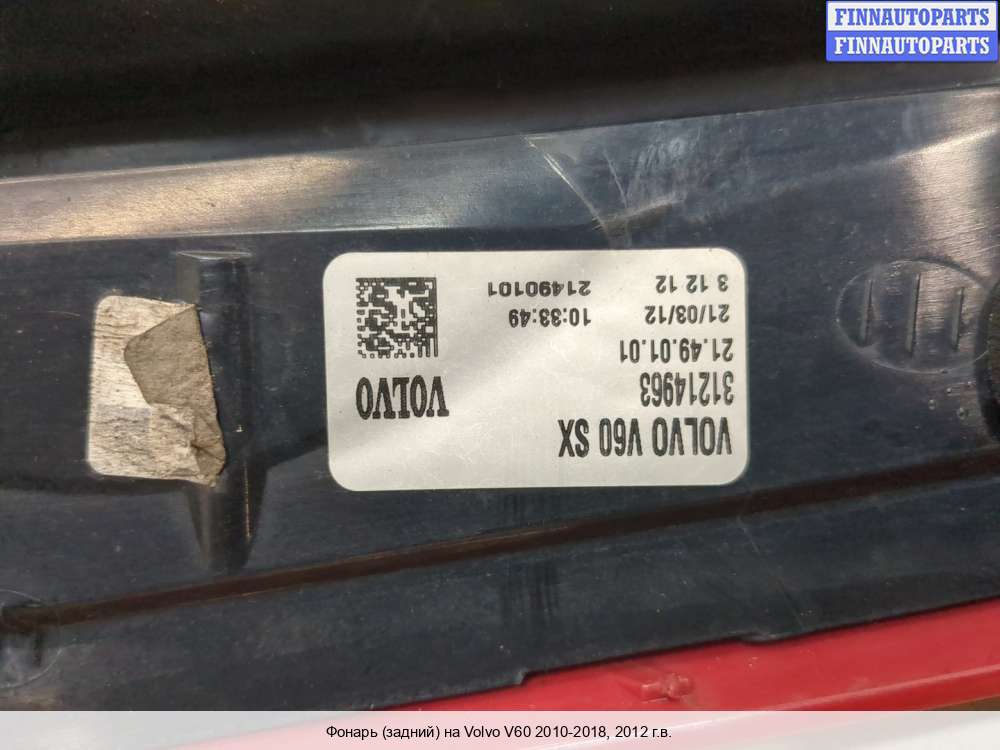 FINNAUTOPARTS
FINNAUTOPARTS
VOLVO V60 SX
31214963
21.49.01.01
21/03/12
10:33:49
3 12 12
21490101
VOLVO
Фонарь (задний) на Volvo V60 2010-2018, 2012 г.в.